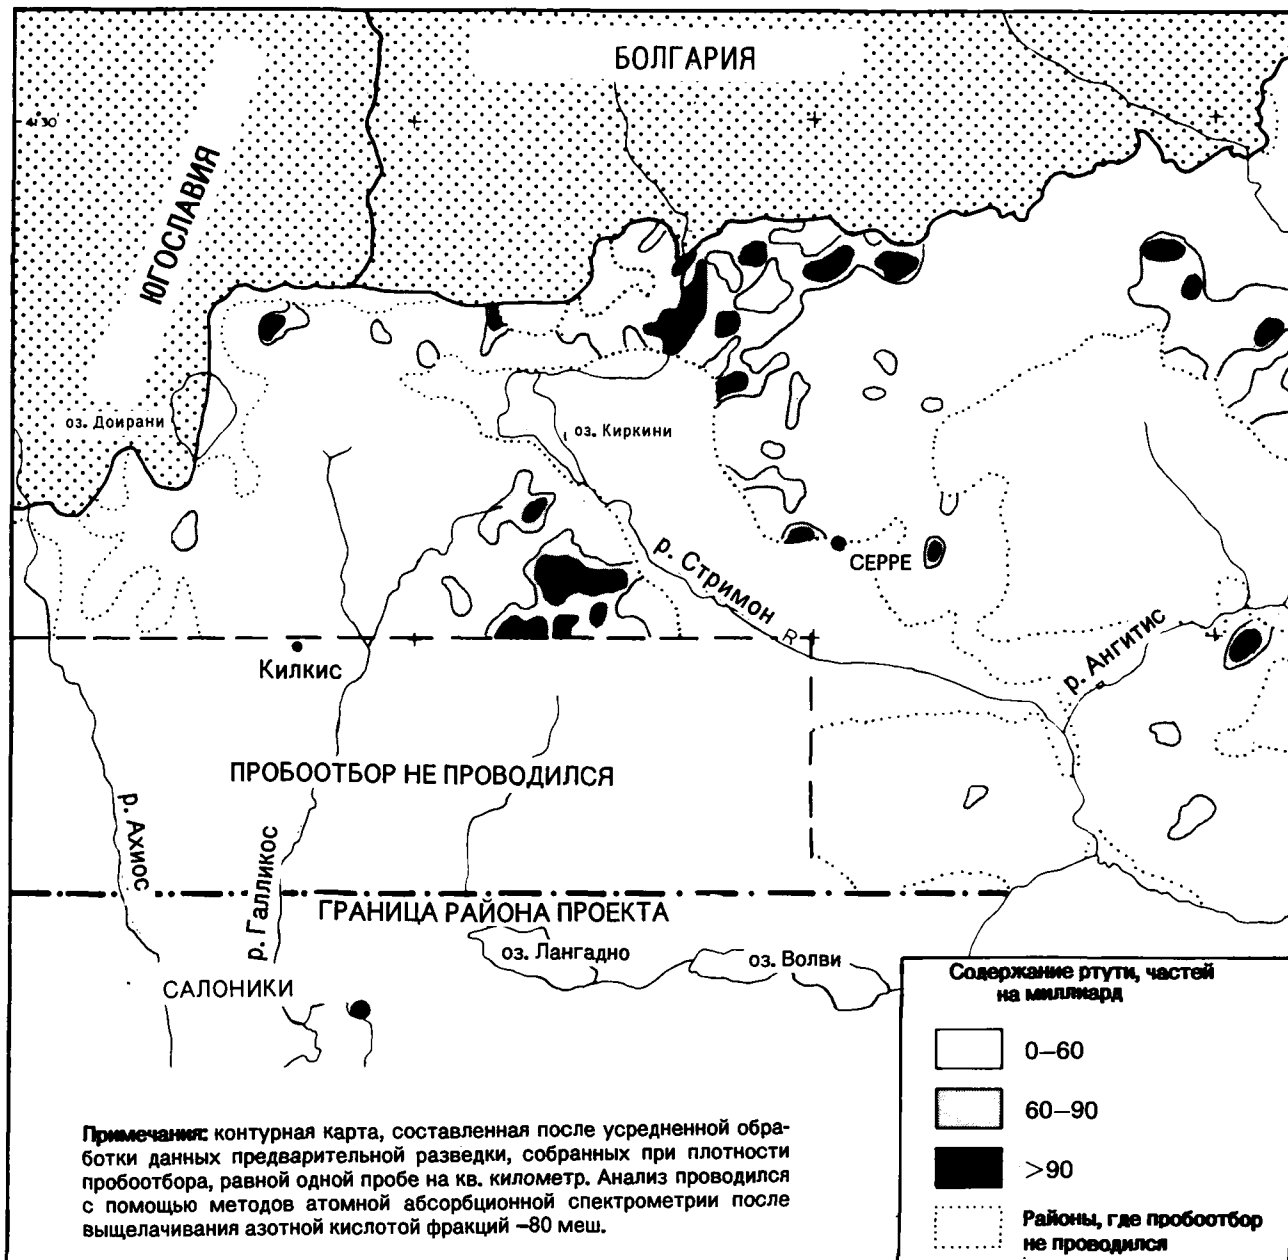 БОЛГАРИЯ
41 30
ЮГОСЛАВИЯ
оз. Доирани
оз. Киркини
р. Стримон
R
СЕРРЕ
р. Ангитис
Килкис
ПРОБООТБОР НЕ ПРОВОДИЛСЯ
р. Ахиос
р. Галликос
ГРАНИЦА РАЙОНА ПРОЕКТА
оз. Лангадно
оз. Волви
САЛОНИКИ
Содержание ртути, частей
на миллиард
0–60
60–90
>90
Районы, где пробоотбор
не проводился
Примечания: контурная карта, составленная после усредненной обра-
ботки данных предварительной разведки, собранных при плотности
пробоотбора, равной одной пробе на кв. километр. Анализ проводился
с помощью методов атомной абсорбционной спектрометрии после
выщелачивания азотной кислотой фракций –80 меш.